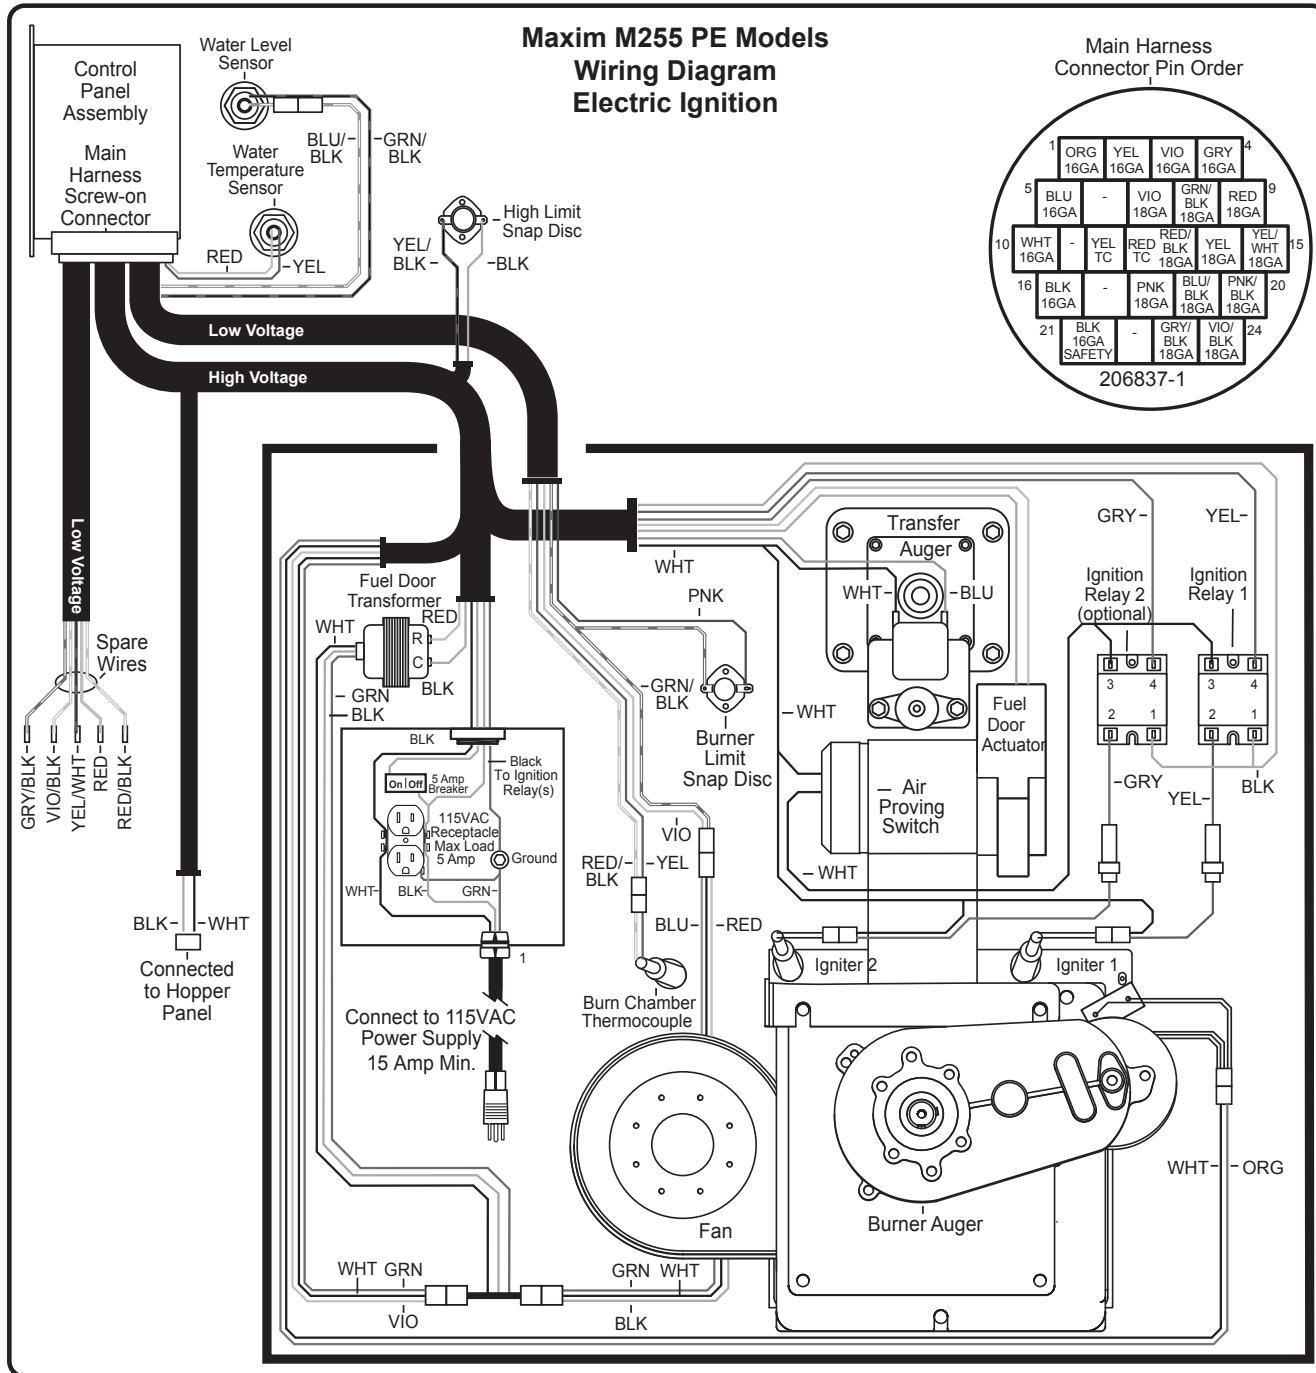 Maxim M255 PE Models
Wiring Diagram
Electric Ignition
Control
Panel
Assembly
Main
Harness
Screw-on
Connector
Water Level
Sensor
Water
Temperature
Sensor
RED
YEL
BLU/
BLK
GRN/
BLK
High Limit
Snap Disc
YEL/
BLK
BLK
Main Harness
Connector Pin Order
1
ORG
16GA
YEL
16GA
VIO
16GA
GRY
16GA
4
5
BLU
16GA
-
VIO
18GA
GRN/
BLK
18GA
RED
18GA
9
10
WHT
16GA
-
YEL
TC
RED
TC
RED/
BLK
18GA
YEL
18GA
YEL/
WHT
18GA
15
16
BLK
16GA
-
PNK
18GA
BLU/
BLK
18GA
PNK/
BLK
18GA
20
21
BLK
16GA
SAFETY
-
GRY/
BLK
18GA
VIO/
BLK
18GA
24
206837-1
Low Voltage
High Voltage
Low Voltage
Spare
Wires
GRY/BLK
VIO/BLK
YEL/WHT
RED
RED/BLK
BLK
WHT
Connected
to Hopper
Panel
Fuel Door
Transformer
WHT
RED
R
C
BLK
GRN
BLK
BLK
Black
To Ignition
Relay(s)
On
Off
5 Amp
Breaker
115VAC
Receptacle
Max Load
5 Amp
Ground
WHT
BLK
GRN
1
Connect to 115VAC
Power Supply
15 Amp Min.
WHT
PNK
GRN/
BLK
Burner
Limit
Snap Disc
VIO
RED/
BLK
YEL
BLU
RED
Burn Chamber
Thermocouple
Transfer
Auger
WHT
BLU
WHT
Fuel
Door
Actuator
Air
Proving
Switch
WHT
GRY
YEL
Ignition
Relay 2
(optional)
Ignition
Relay 1
3
4
2
1
3
4
2
1
GRY
YEL
BLK
Igniter 2
Igniter 1
Fan
Burner Auger
WHT
ORG
WHT
GRN
VIO
GRN
WHT
BLK